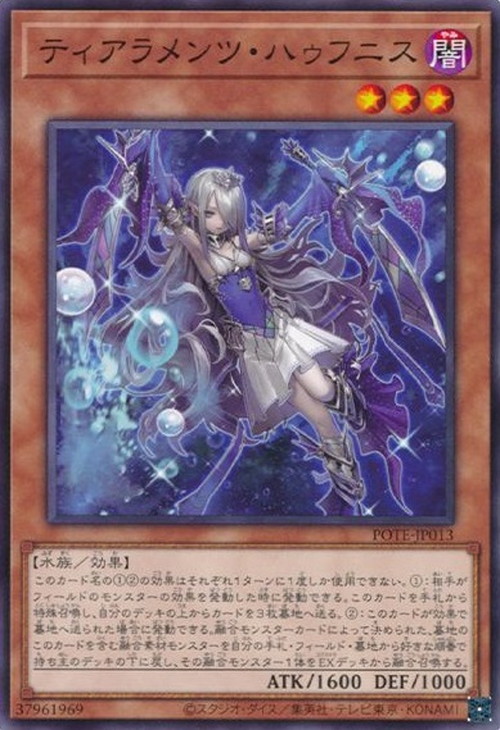 ティアラメンツ・ハゥフニス
闇
POTE-JP013
【水族／効果】
このカード名の①②の効果はそれぞれ1ターンに1度しか使用できない。①：相手が
フィールドのモンスターの効果を発動した時に発動できる。このカードを手札から
特殊召喚し、自分のデッキの上からカードを3枚墓地へ送る。②：このカードが効果で
墓地へ送られた場合に発動できる。融合モンスターカードによって決められた、墓地の
このカードを含む融合素材モンスターを自分の手札・フィールド・墓地から好きな順番で
持ち主のデッキの下に戻し、その融合モンスター1体をEXデッキから融合召喚する。
ATK/1600 DEF/1000
37961969 ©スタジオ・ダイス／集英社・テレビ東京・KONAMI